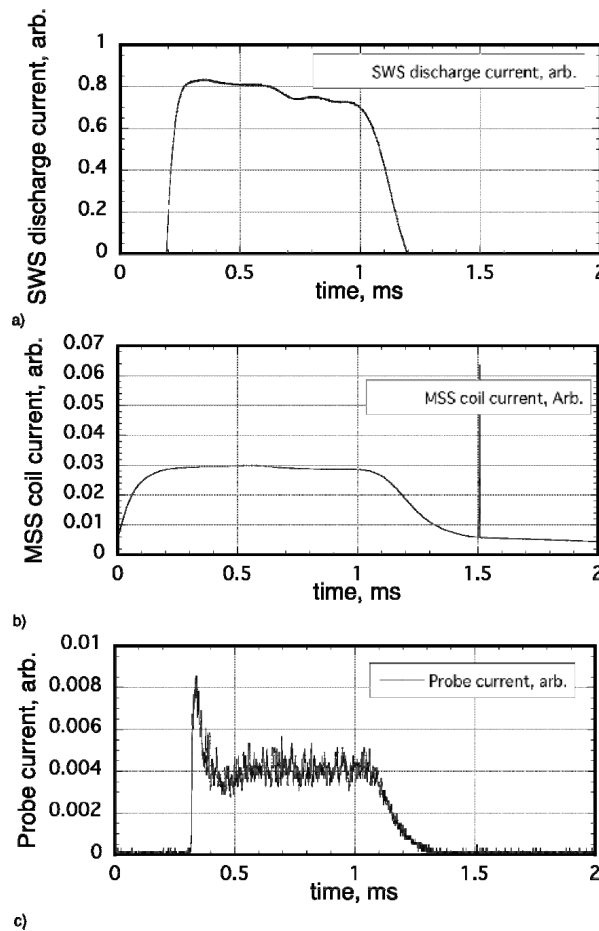 SWS discharge current, arb.
1
0.8
0.6
0.4
0.2
0
SWS discharge current, arb.
0 0.5 1 1.5 2
time, ms
a)
MSS coil current, arb.
0.07
0.06
0.05
0.04
0.03
0.02
0.01
0
MSS coil current, Arb.
0 0.5 1 1.5 2
time, ms
b)
Probe current, arb.
0.01
0.008
0.006
0.004
0.002
0
Probe current, arb.
0 0.5 1 1.5 2
time, ms
c)